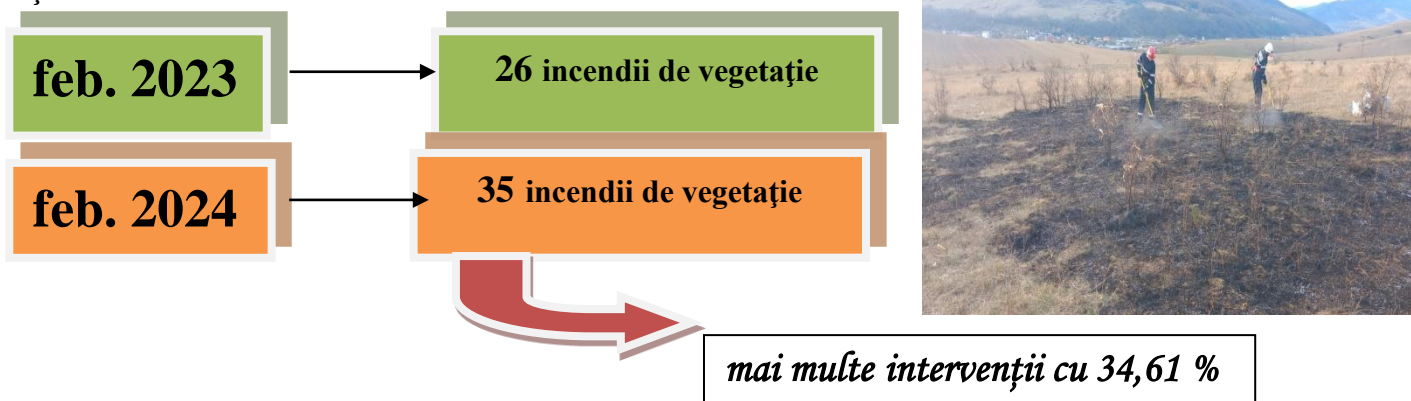 feb. 2023
26 incendii de vegetaţie
feb. 2024
35 incendii de vegetaţie
mai multe intervenții cu 34,61 %